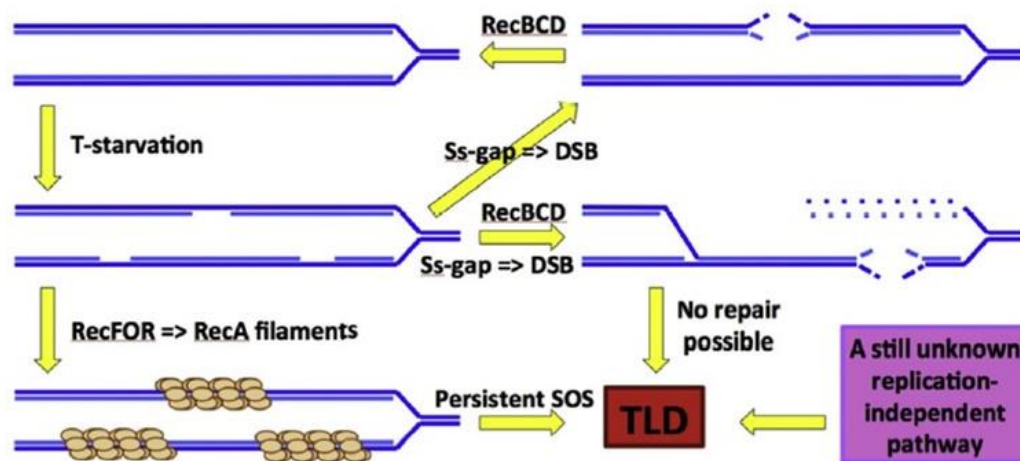 RecBCD
T-starvation
Ss-gap => DSB
RecBCD
Ss-gap => DSB
RecFOR => RecA filaments
No repair
possible
A still unknown
replication-
independent
pathway
Persistent SOS
TLD